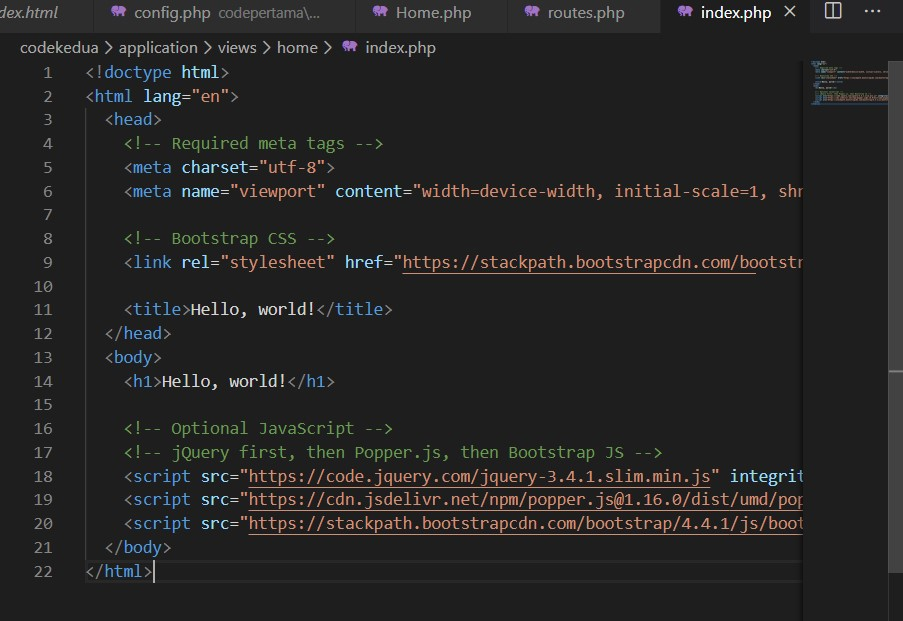 dex.html config.php codepertama\... Home.php routes.php index.php
codekedua > application > views > home > index.php
1 <!doctype html>
2 <html lang="en">
3 <head>
4 <!-- Required meta tags -->
5 <meta charset="utf-8">
6 <meta name="viewport" content="width=device-width, initial-scale=1, shr
7
8 <!-- Bootstrap CSS -->
9 <link rel="stylesheet" href="https://stackpath.bootstrapcdn.com/bootstr
10
11 <title>Hello, world!</title>
12 </head>
13 <body>
14 <h1>Hello, world!</h1>
15
16 <!-- Optional JavaScript -->
17 <!-- jQuery first, then Popper.js, then Bootstrap JS -->
18 <script src="https://code.jquery.com/jquery-3.4.1.slim.min.js" integrit
19 <script src="https://cdn.jsdelivr.net/npm/popper.js@1.16.0/dist/umd/pop
20 <script src="https://stackpath.bootstrapcdn.com/bootstrap/4.4.1/js/boot
21 </body>
22 </html>